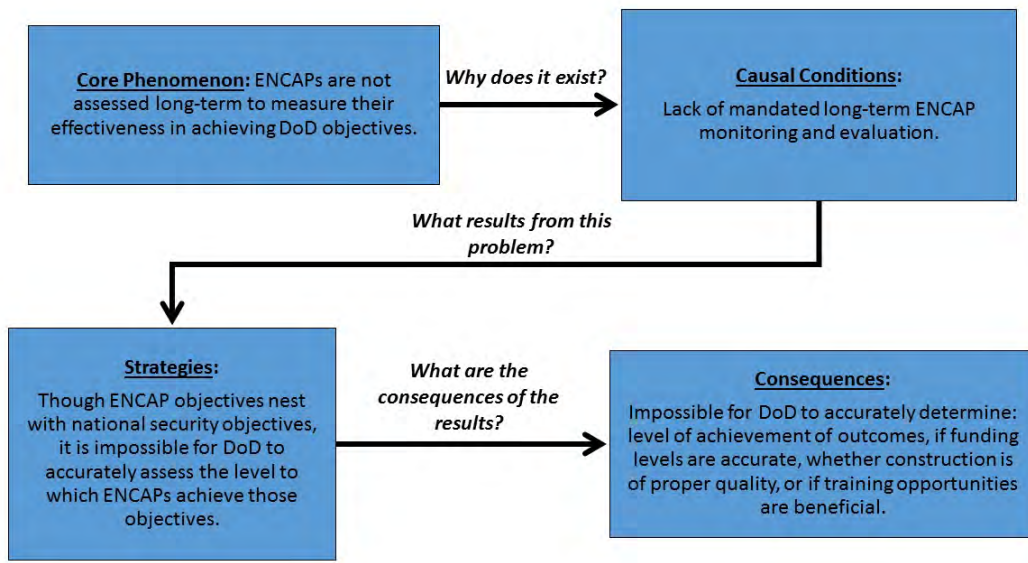 Core Phenomenon: ENCAPs are not
assessed long-term to measure their
effectiveness in achieving DoD objectives.
Why does it exist?
Causal Conditions:
Lack of mandated long-term ENCAP
monitoring and evaluation.
What results from this
problem?
Strategies:
Though ENCAP objectives nest
with national security objectives,
it is impossible for DoD to
accurately assess the level to
which ENCAPs achieve those
objectives.
What are the
consequences of the
results?
Consequences:
Impossible for DoD to accurately determine:
level of achievement of outcomes, if funding
levels are accurate, whether construction is
of proper quality, or if training opportunities
are beneficial.